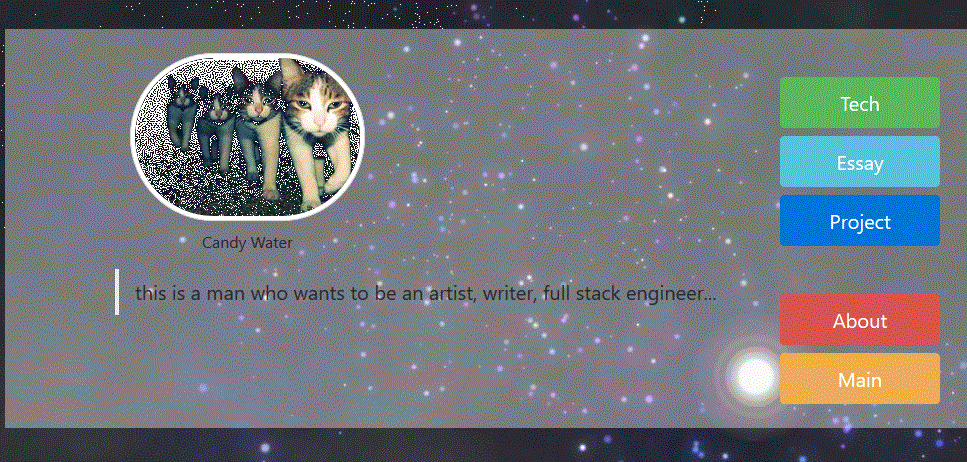 Tech
Essay
Project
Candy Water
this is a man who wants to be an artist, writer, full stack engineer...
About
Main